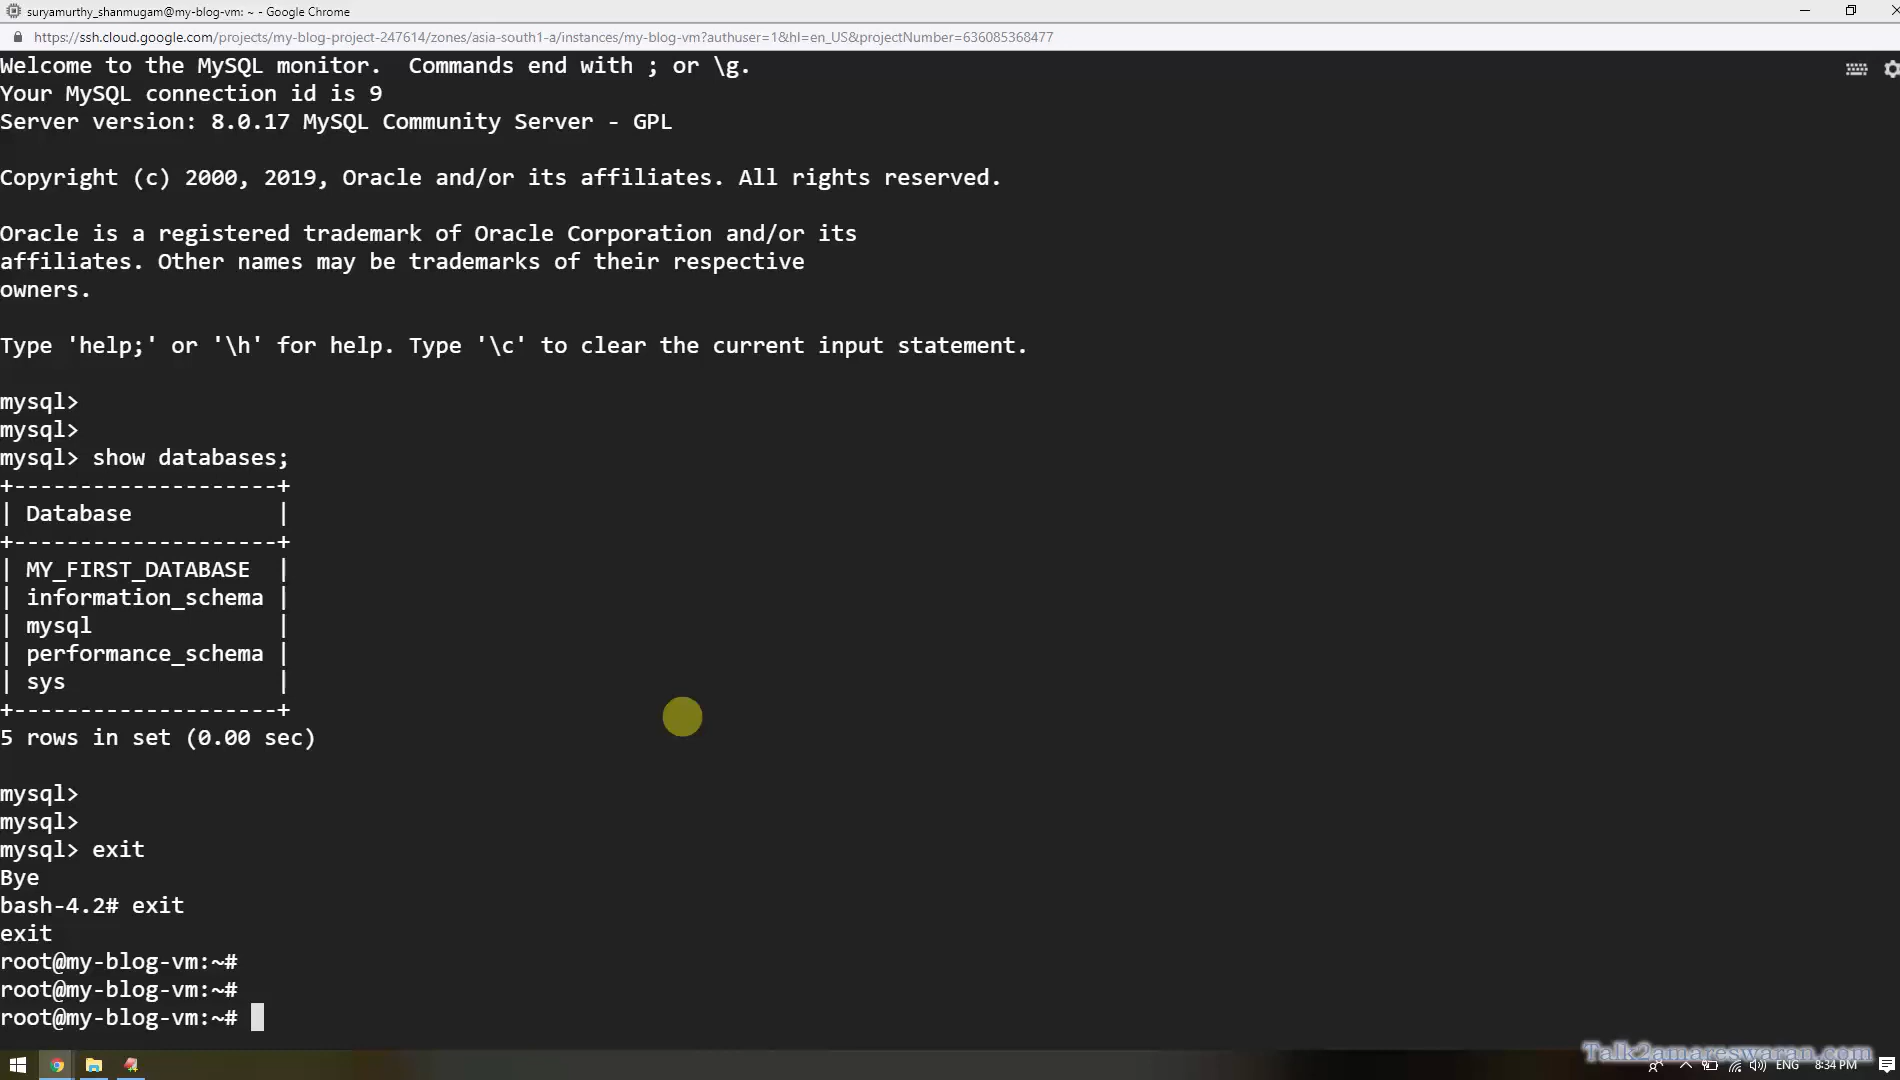 suryamurthy_shanmugam@my-blog-vm: ~ - Google Chrome
https://ssh.cloud.google.com/projects/my-blog-project-247614/zones/asia-south1-a/instances/my-blog-vm?authuser=1&hl=en_US&projectNumber=636085368477
Welcome to the MySQL monitor.  Commands end with ; or \g.
Your MySQL connection id is 9
Server version: 8.0.17 MySQL Community Server - GPL
Copyright (c) 2000, 2019, Oracle and/or its affiliates. All rights reserved.
Oracle is a registered trademark of Oracle Corporation and/or its
affiliates. Other names may be trademarks of their respective
owners.
Type 'help;' or '\h' for help. Type '\c' to clear the current input statement.
mysql>
mysql>
mysql> show databases;
+--------------------+
| Database           |
+--------------------+
| MY_FIRST_DATABASE  |
| information_schema |
| mysql              |
| performance_schema |
| sys                |
+--------------------+
5 rows in set (0.00 sec)
mysql>
mysql>
mysql> exit
Bye
bash-4.2# exit
exit
root@my-blog-vm:~#
root@my-blog-vm:~#
root@my-blog-vm:~#
Talk2amareswaran.com
ENG 8:34 PM